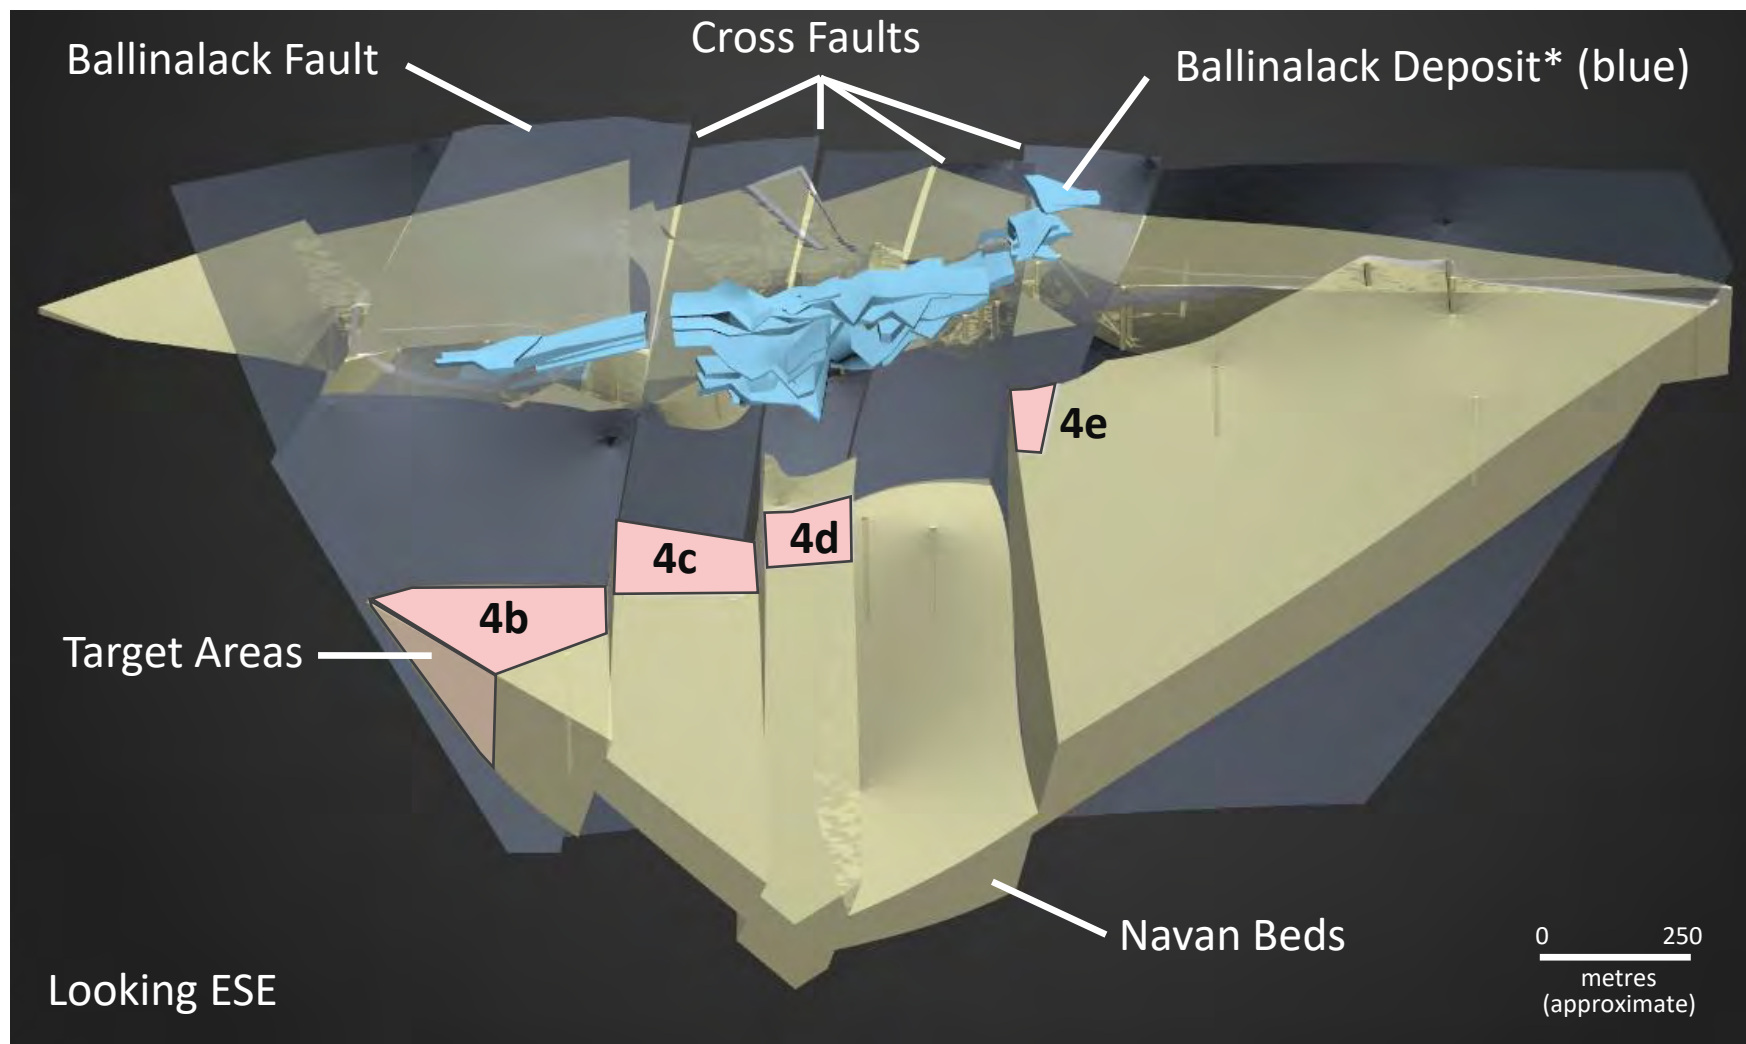 Cross Faults
Ballinalack Fault
Ballinalack Deposit* (blue)
4e
4d
4c
4b
Target Areas
Navan Beds
0 250
metres
(approximate)
Looking ESE